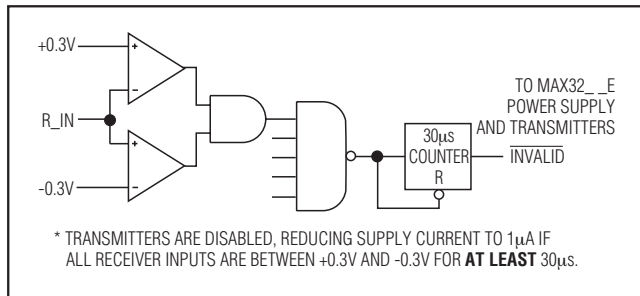 +0.3V
+
-
R_IN
+
-
-0.3V
TO MAX32_ _E
POWER SUPPLY
AND TRANSMITTERS
30μs
COUNTER
R
INVALID
* TRANSMITTERS ARE DISABLED, REDUCING SUPPLY CURRENT TO 1μA IF
ALL RECEIVER INPUTS ARE BETWEEN +0.3V AND -0.3V FOR AT LEAST 30μs.